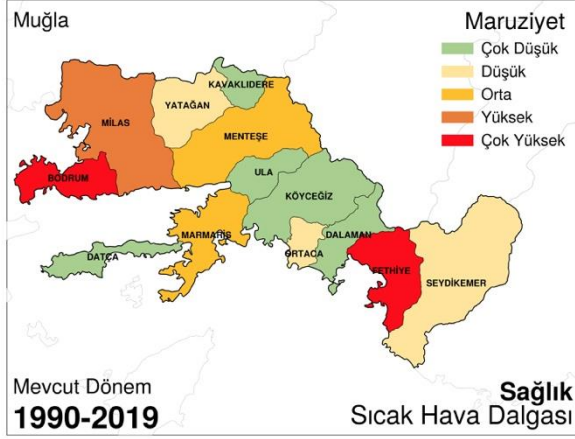 Muğla
Maruziyet
Çok Düşük
Düşük
Orta
Yüksek
Çok Yüksek
KAVAKLIDERE
YATAĞAN
MİLAS
MENTEŞE
BODRUM
ULA
KÖYCEĞİZ
MARMARİS
DALAMAN
ORTACA
DATÇA
FETHİYE
SEYDİKEMER
Mevcut Dönem
1990-2019
Sağlık
Sıcak Hava Dalgası